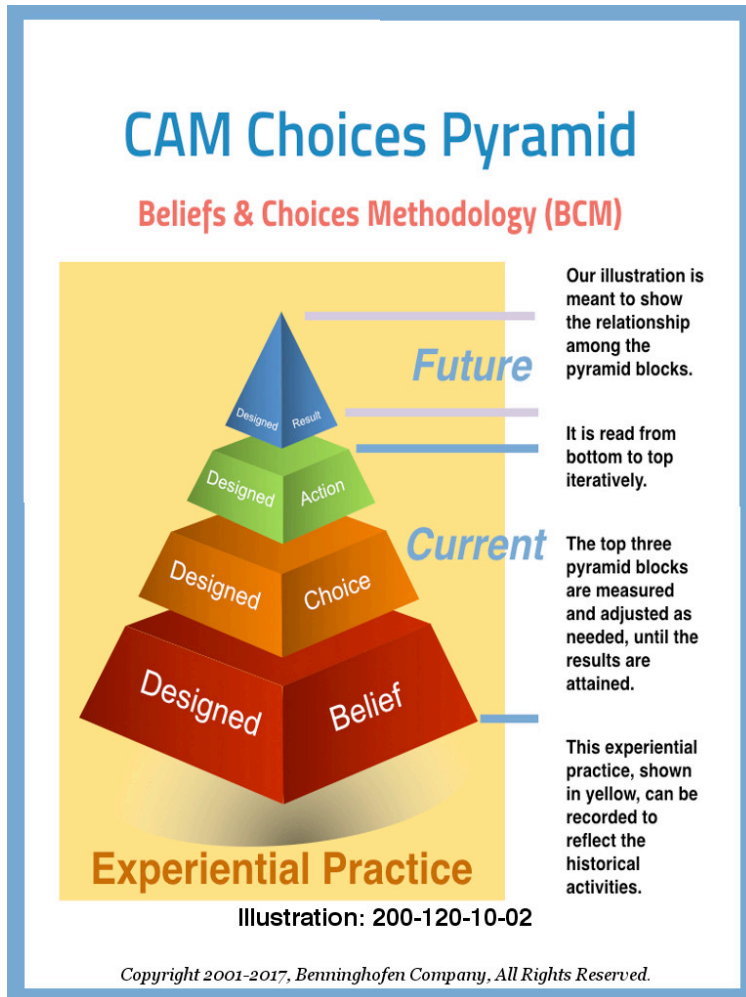 CAM Choices Pyramid
Beliefs & Choices Methodology (BCM)
Our illustration is
meant to show
the relationship
among the
pyramid blocks.
Future
Designed Result
It is read from
bottom to top
iteratively.
Designed Action
Current
The top three
pyramid blocks
are measured
and adjusted as
needed, until the
results are
attained.
Designed Choice
Designed Belief
This experiential
practice, shown
in yellow, can be
recorded to
reflect the
historical
activities.
Experiential Practice
Illustration: 200-120-10-02
Copyright 2001-2017, Benninghofen Company, All Rights Reserved.